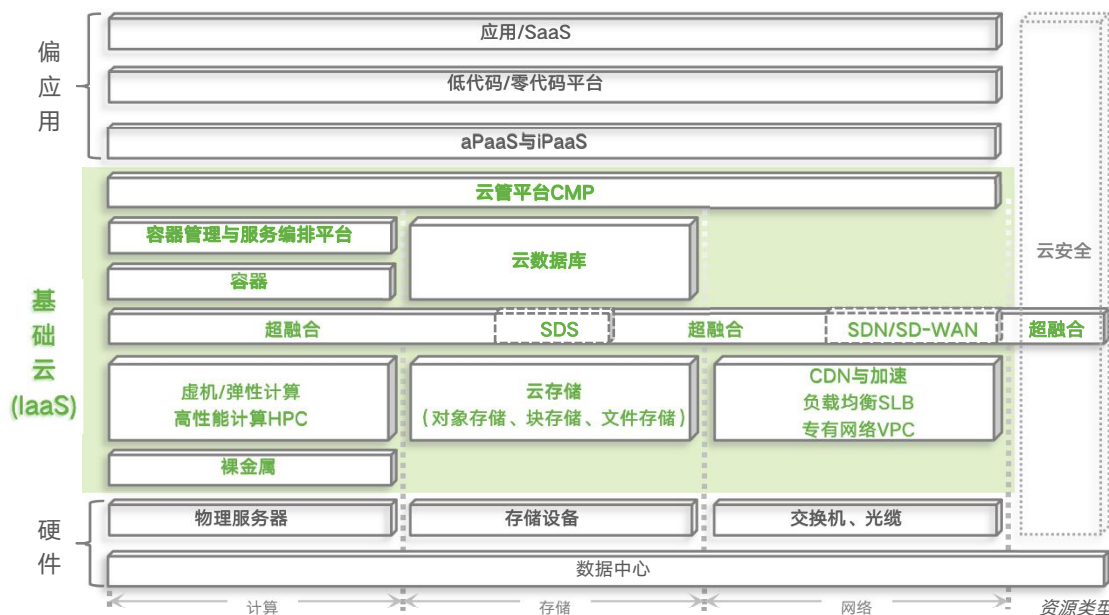 偏应用
应用/SaaS
低代码/零代码平台
aPaaS与iPaaS
基础云
(IaaS)
云管平台CMP
容器管理与服务编排平台
云数据库
容器
云安全
超融合
SDS
超融合
SDN/SD-WAN
超融合
虚机/弹性计算
高性能计算HPC
云存储
(对象存储、块存储、文件存储)
CDN与加速
负载均衡SLB
专有网络VPC
裸金属
硬件
物理服务器
存储设备
交换机、光缆
数据中心
计算
存储
网络
资源类型